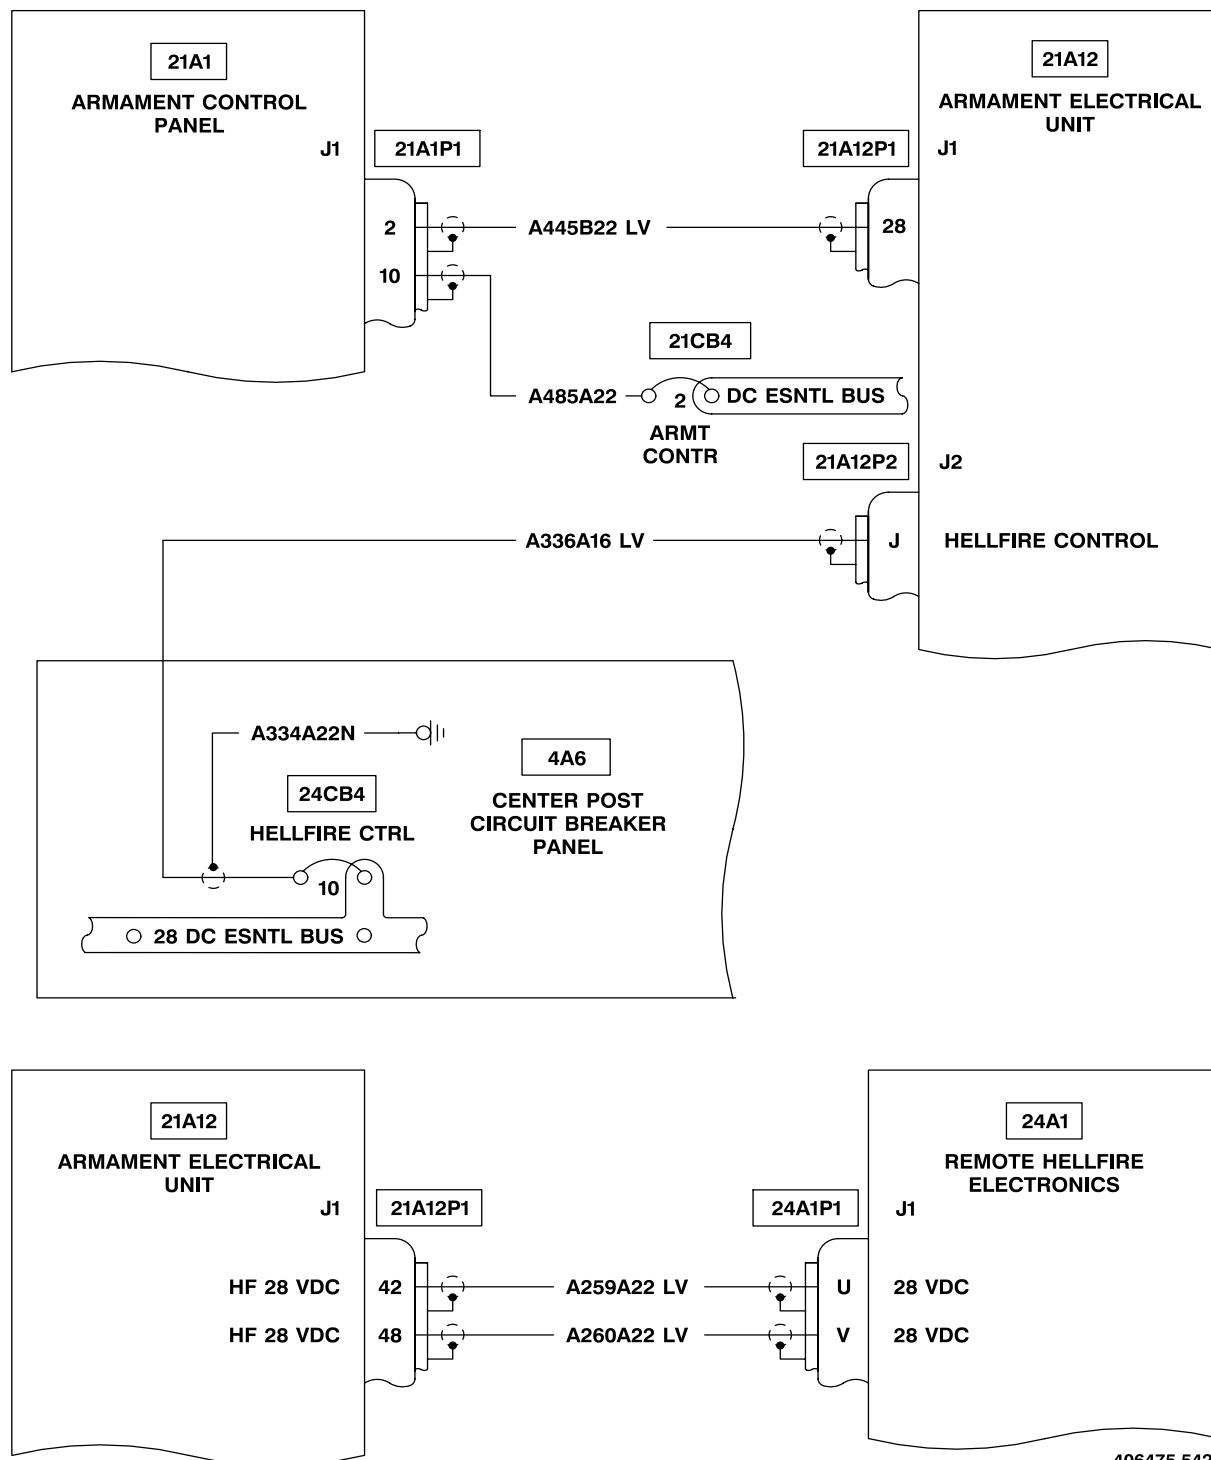 21A1
ARMAMENT CONTROL
PANEL
J1
21A1P1
2
10
A445B22 LV
21A12
ARMAMENT ELECTRICAL
UNIT
21A12P1
J1
28
21CB4
A485A22
2
DC ESNTL BUS
ARMT
CONTR
21A12P2
J2
A336A16 LV
J
HELLFIRE CONTROL
A334A22N
4A6
CENTER POST
CIRCUIT BREAKER
PANEL
24CB4
HELLFIRE CTRL
10
28 DC ESNTL BUS
21A12
ARMAMENT ELECTRICAL
UNIT
J1
21A12P1
HF 28 VDC
42
A259A22 LV
HF 28 VDC
48
A260A22 LV
24A1
REMOTE HELLFIRE
ELECTRONICS
24A1P1
J1
U
28 VDC
V
28 VDC